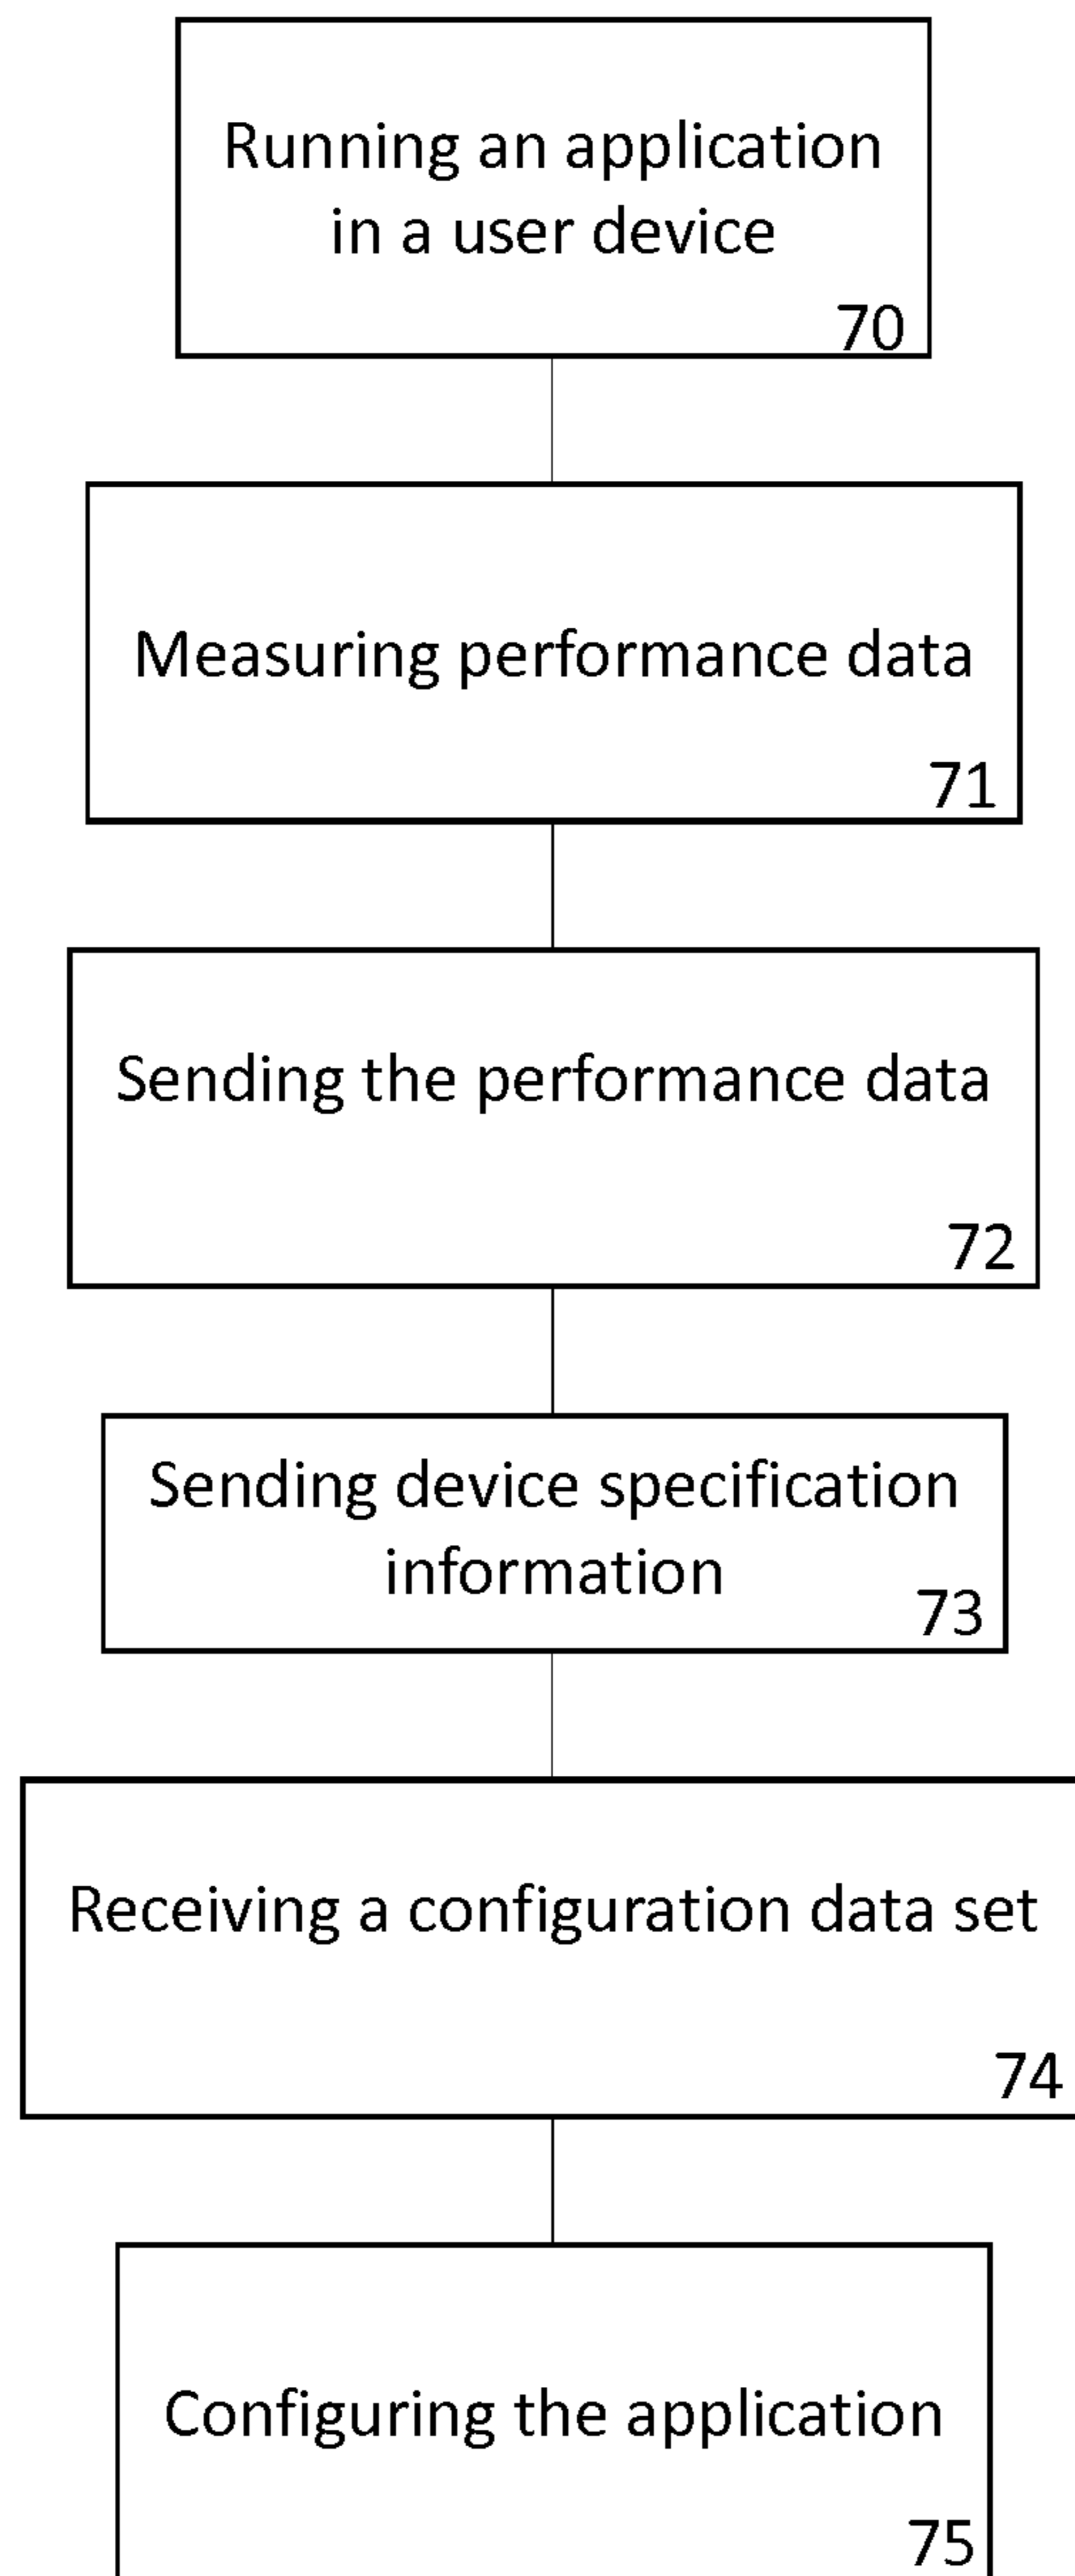 Running an application
in a user device
70
Measuring performance data
71
Sending the performance data
72
Sending device specification
information
73
Receiving a configuration data set
74
Configuring the application
75